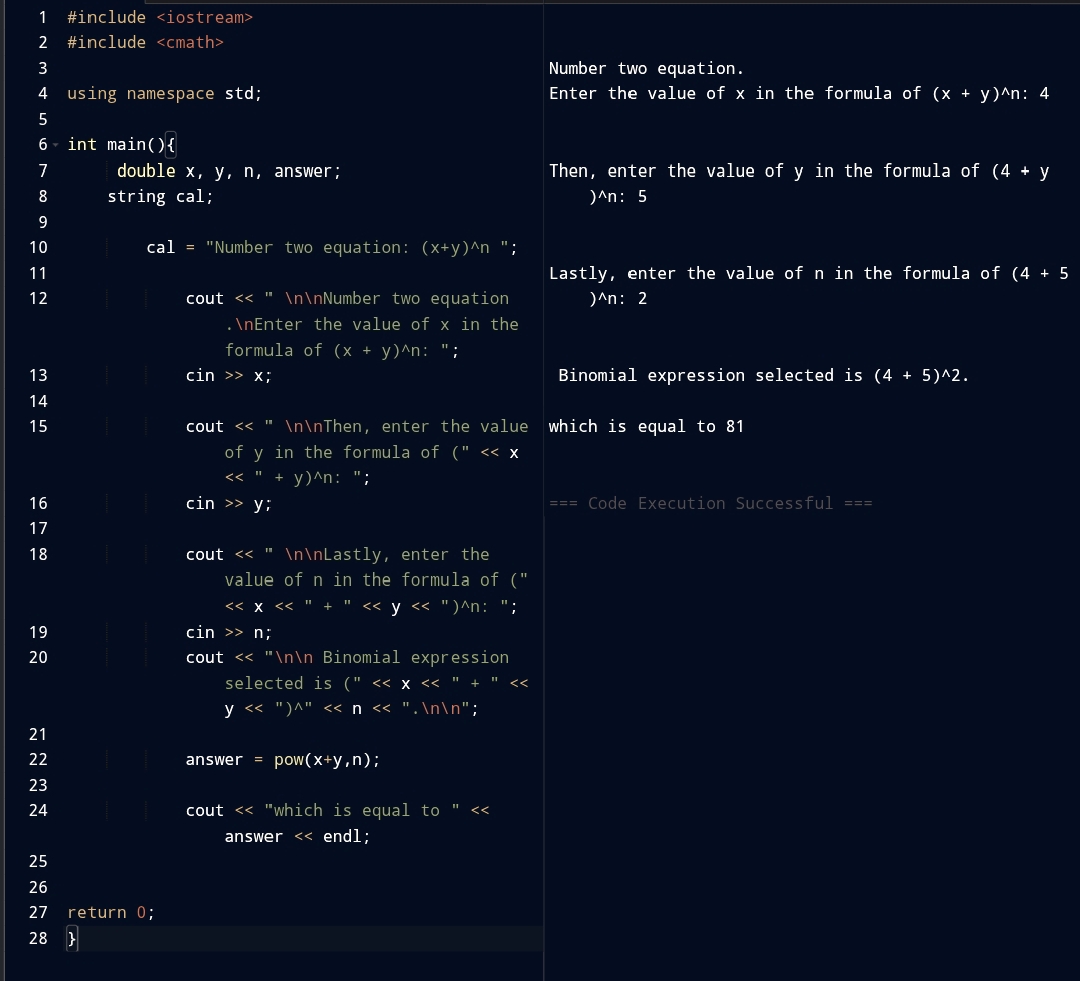 1 #include <iostream>
2 #include <cmath>
3
4 using namespace std;
5
6 int main(){
7 double x, y, n, answer;
8 string cal;
9
10 cal = "Number two equation: (x+y)^n ";
11
12 cout << " \n\nNumber two equation
.\nEnter the value of x in the
formula of (x + y)^n: ";
13 cin >> x;
14
15 cout << " \n\nThen, enter the value
of y in the formula of (" << x
<< " + y)^n: ";
16 cin >> y;
17
18 cout << " \n\nLastly, enter the
value of n in the formula of ("
<< x << " + " << y << ")^n: ";
19 cin >> n;
20 cout << "\n\n Binomial expression
selected is (" << x << " + " <<
y << ")^" << n << ".\n\n";
21
22 answer = pow(x+y,n);
23
24 cout << "which is equal to " <<
answer << endl;
25
26
27 return 0;
28 }
Number two equation.
Enter the value of x in the formula of (x + y)^n: 4
Then, enter the value of y in the formula of (4 + y
)^n: 5
Lastly, enter the value of n in the formula of (4 + 5
)^n: 2
Binomial expression selected is (4 + 5)^2.
which is equal to 81
=== Code Execution Successful ===